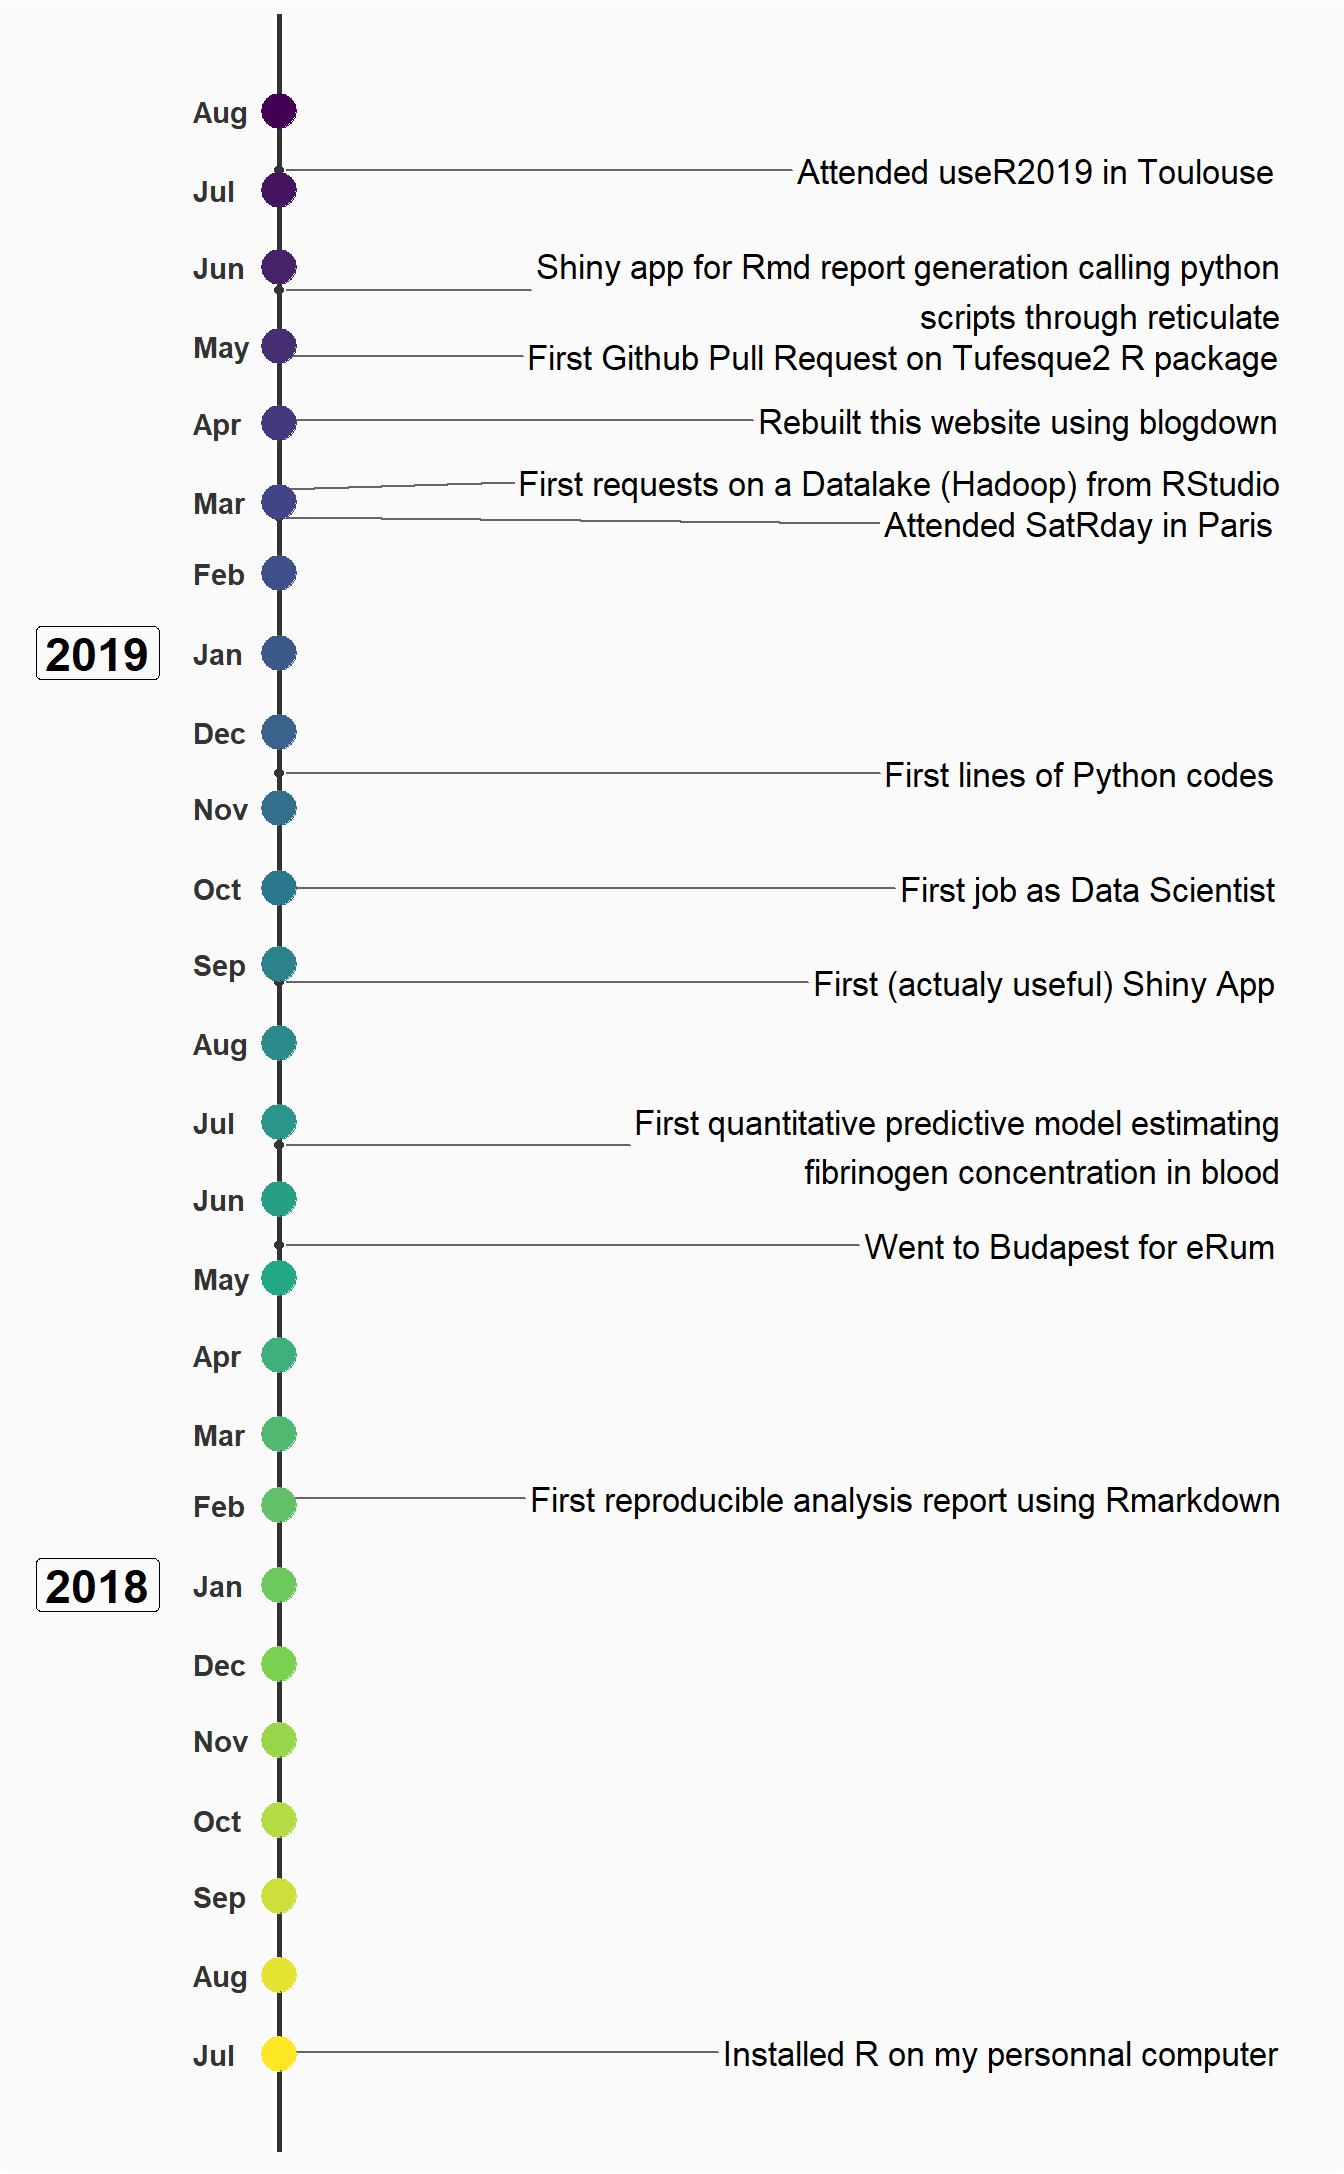 Aug
Attended useR2019 in Toulouse
Jul
Jun
Shiny app for Rmd report generation calling python
scripts through reticulate
May
First Github Pull Request on Tufesque2 R package
Apr
Rebuilt this website using blogdown
First requests on a Datalake (Hadoop) from RStudio
Mar
Attended SatRday in Paris
Feb
2019
Jan
Dec
First lines of Python codes
Nov
Oct
First job as Data Scientist
Sep
First (actualy useful) Shiny App
Aug
Jul
First quantitative predictive model estimating
fibrinogen concentration in blood
Jun
Went to Budapest for eRum
May
Apr
Mar
Feb
First reproducible analysis report using Rmarkdown
2018
Jan
Dec
Nov
Oct
Sep
Aug
Jul
Installed R on my personnal computer